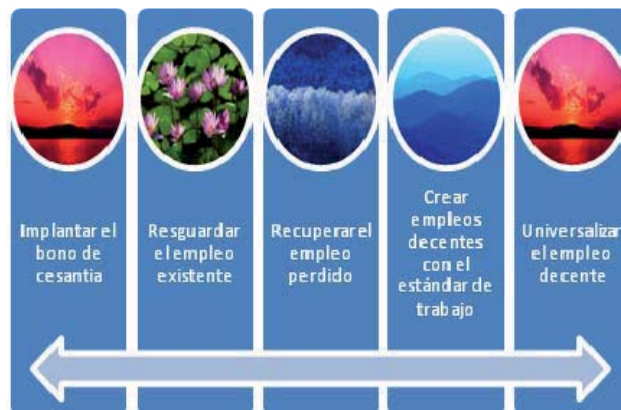 Implantar el
bono de
cesantia
Resguardar
el empleo
existente
Recuperar el
empleo
perdido
Crear
empleos
decentes
con el
estándar de
trabajo
Universalizar
el empleo
decente